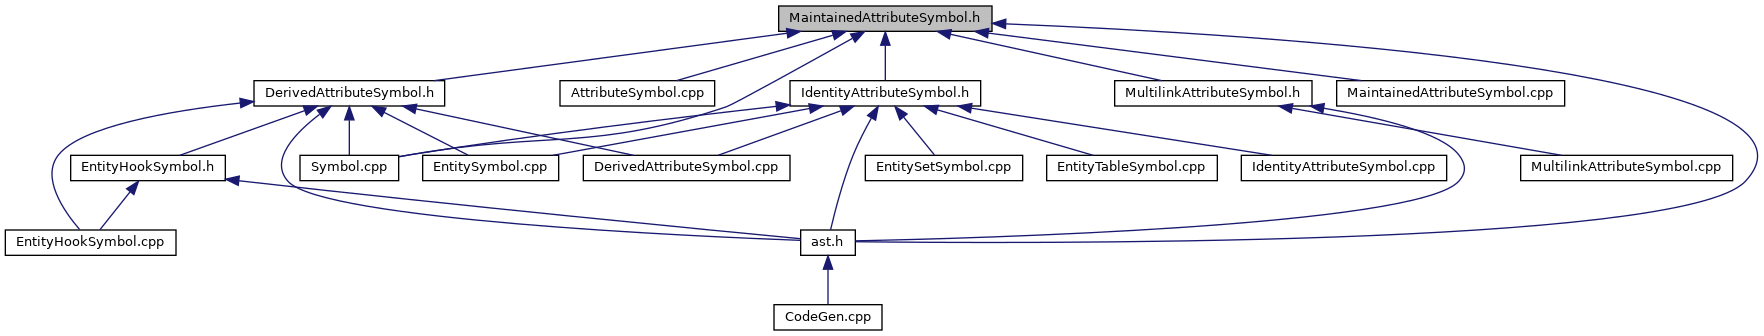 MaintainedAttributeSymbol.h
DerivedAttributeSymbol.h
AttributeSymbol.cpp
IdentityAttributeSymbol.h
MultilinkAttributeSymbol.h
MaintainedAttributeSymbol.cpp
EntityHookSymbol.h
Symbol.cpp
EntitySymbol.cpp
DerivedAttributeSymbol.cpp
EntitySetSymbol.cpp
EntityTableSymbol.cpp
IdentityAttributeSymbol.cpp
MultilinkAttributeSymbol.cpp
EntityHookSymbol.cpp
ast.h
CodeGen.cpp